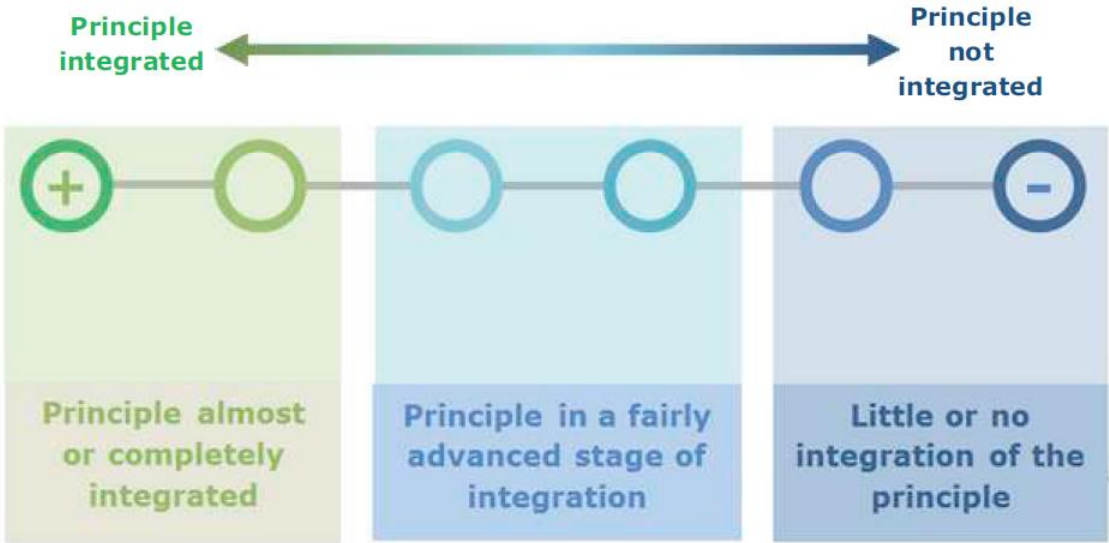 Principle
integrated
Principle
not
integrated
+
-
Principle almost
or completely
integrated
Principle in a fairly
advanced stage of
integration
Little or no
integration of the
principle